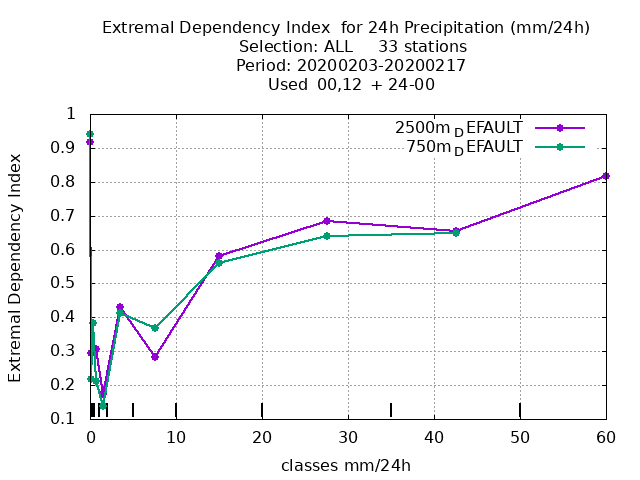 Extremal Dependency Index  for 24h Precipitation (mm/24h)
Selection: ALL     33 stations
Period: 20200203-20200217
Used  00,12  + 24-00
2500m_DEFAULT
750m_DEFAULT
Extremal Dependency Index
1
0.9
0.8
0.7
0.6
0.5
0.4
0.3
0.2
0.1
0 10 20 30 40 50 60
classes mm/24h